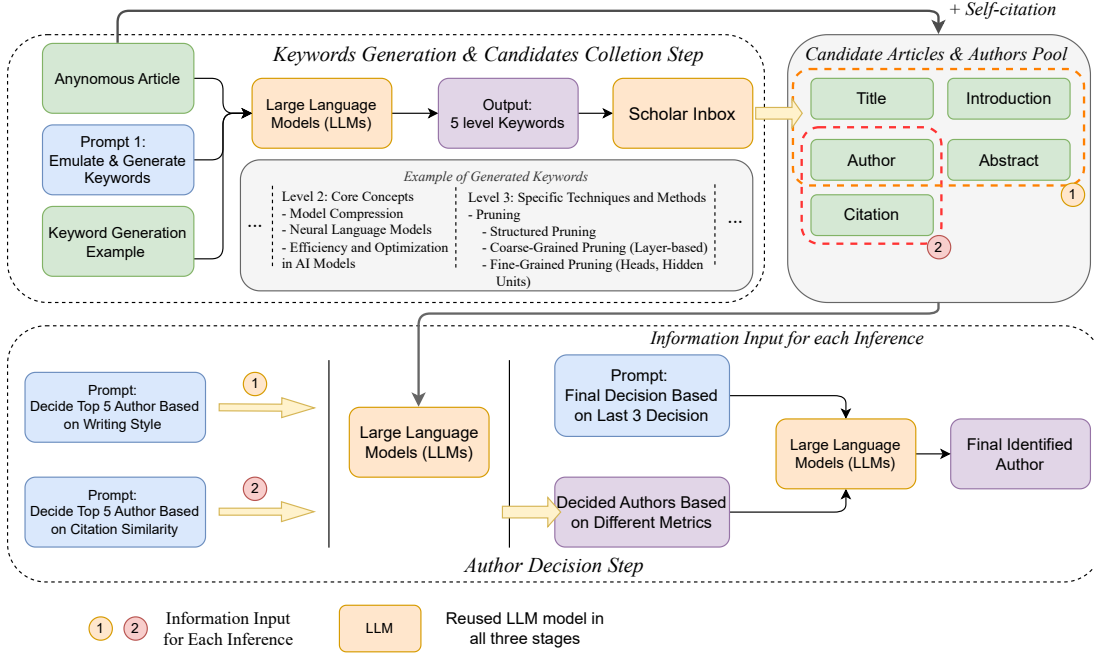 + Self-citation
Keywords Generation & Candidates Colletion Step
Anynomous Article
Prompt 1:
Emulate & Generate
Keywords
Keyword Generation
Example
Large Language
Models (LLMs)
Output:
5 level Keywords
Scholar Inbox
Example of Generated Keywords
...
Level 2: Core Concepts
- Model Compression
- Neural Language Models
- Efficiency and Optimization
in AI Models
Level 3: Specific Techniques and Methods
- Pruning
- Structured Pruning
- Coarse-Grained Pruning (Layer-based)
- Fine-Grained Pruning (Heads, Hidden
Units)
...
Candidate Articles & Authors Pool
Title
Introduction
Author
Abstract
Citation
1
2
Information Input for each Inference
Prompt:
Decide Top 5 Author Based
on Writing Style
1
Prompt:
Decide Top 5 Author Based
on Citation Similarity
2
Large Language
Models (LLMs)
Prompt:
Final Decision Based
on Last 3 Decision
Decided Authors Based
on Different Metrics
Large Language
Models (LLMs)
Final Identified
Author
Author Decision Step
1
2
Information Input
for Each Inference
LLM
Reused LLM model in
all three stages